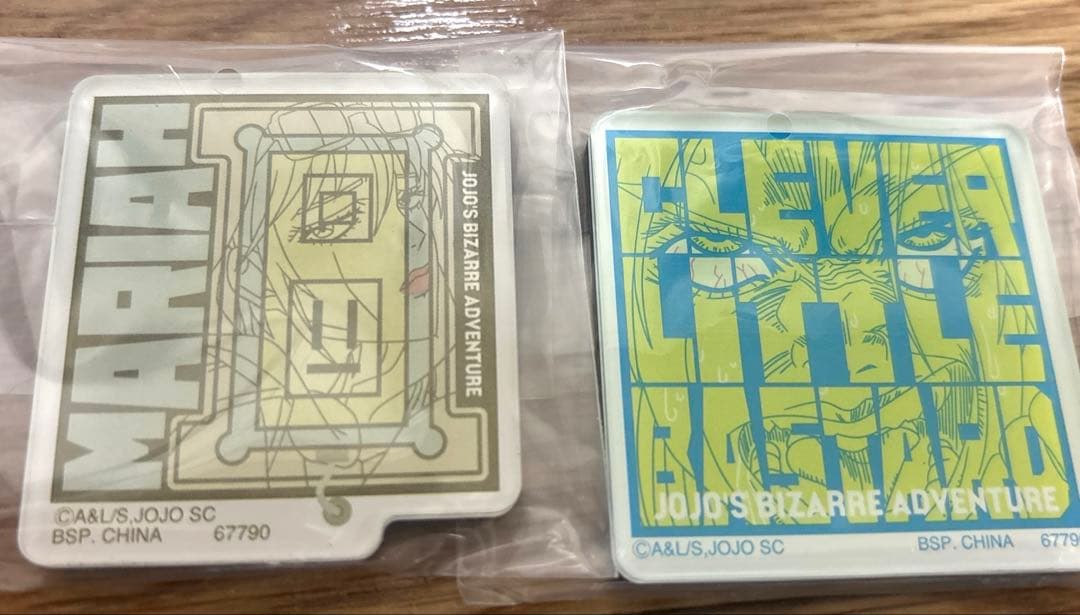 MARIAH
JOJO'S BIZARRE ADVENTURE
©A&L/S,JOJO SC
BSP. CHINA 67790
CLEVER
LITTLE
BASTARD
JOJO'S BIZARRE ADVENTURE
©A&L/S,JOJO SC BSP. CHINA 6779